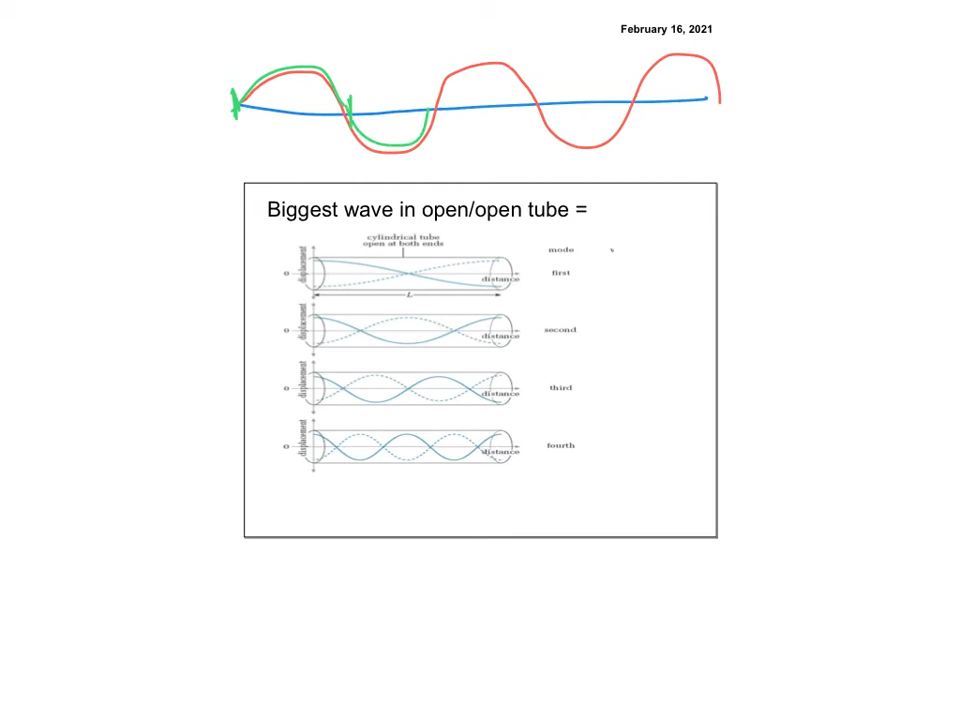 February 16, 2021
Biggest wave in open/open tube =
cylindrical tube
open at both ends
mode
displacement
0
distance
first
L
displacement
0
distance
second
displacement
0
distance
third
displacement
0
distance
fourth